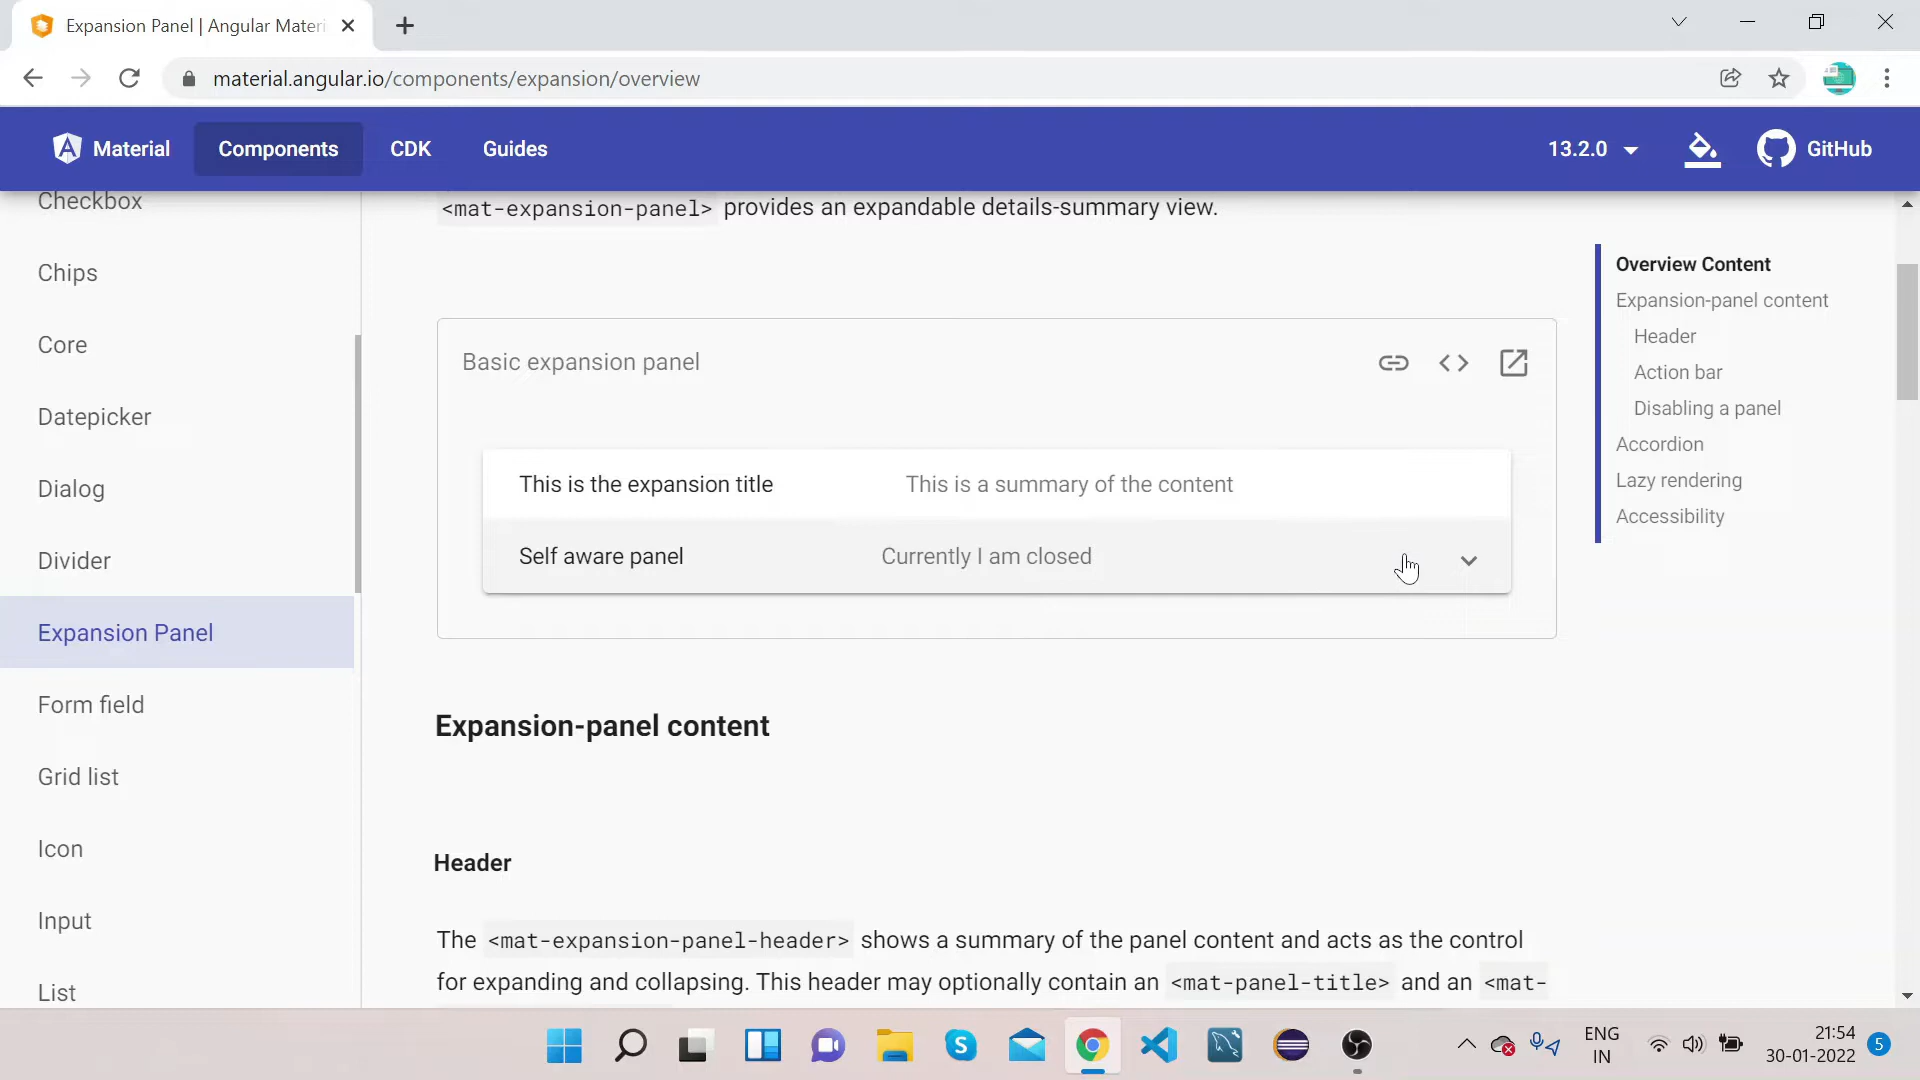 Expansion Panel | Angular Materi
material.angular.io/components/expansion/overview
Material
Components
CDK
Guides
13.2.0
GitHub
Checkbox
Chips
Core
Datepicker
Dialog
Divider
Expansion Panel
Form field
Grid list
Icon
Input
List
<mat-expansion-panel> provides an expandable details-summary view.
Basic expansion panel
This is the expansion title
This is a summary of the content
Self aware panel
Currently I am closed
Expansion-panel content
Header
The <mat-expansion-panel-header> shows a summary of the panel content and acts as the control
for expanding and collapsing. This header may optionally contain an <mat-panel-title> and an <mat-
Overview Content
Expansion-panel content
Header
Action bar
Disabling a panel
Accordion
Lazy rendering
Accessibility
ENG
IN
21:54
30-01-2022
5